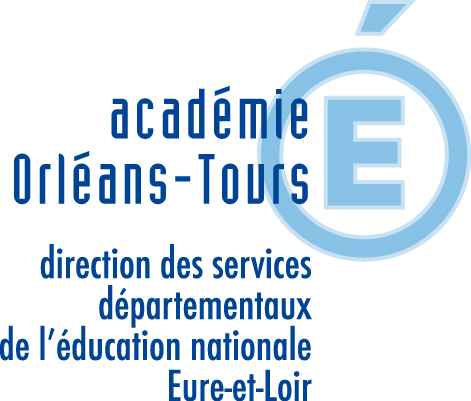 académie
Orléans-Tours
É
direction des services
départementaux
de l'éducation nationale
Eure-et-Loir